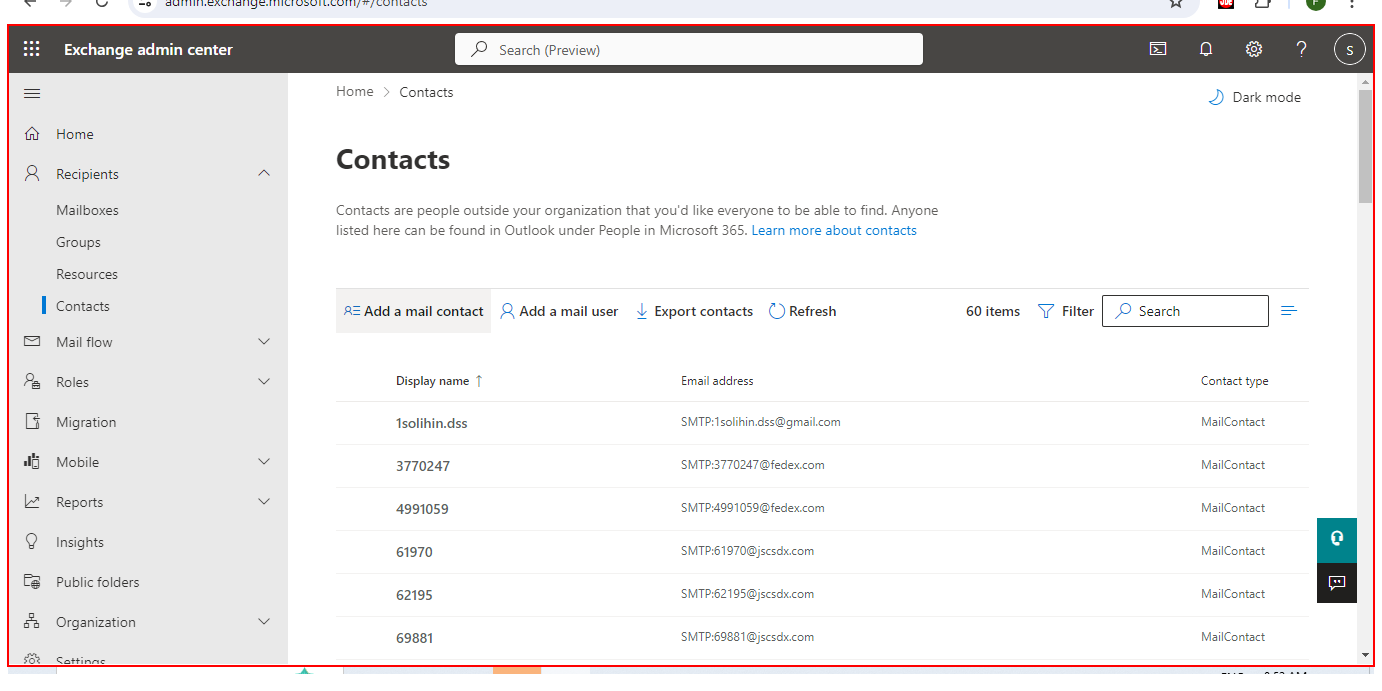 admin.exchange.microsoft.com/#/contacts
Exchange admin center
Search (Preview)
?
S
Home > Contacts
Dark mode
Home
Contacts
Recipients
Mailboxes
Contacts are people outside your organization that you'd like everyone to be able to find. Anyone
listed here can be found in Outlook under People in Microsoft 365. Learn more about contacts
Groups
Resources
Contacts
Add a mail contact Add a mail user Export contacts Refresh 60 items Filter Search
Mail flow
Roles
Display name ↑ Email address Contact type
Migration
1solihin.dss SMTP:1solihin.dss@gmail.com MailContact
Mobile
3770247 SMTP:3770247@fedex.com MailContact
Reports
4991059 SMTP:4991059@fedex.com MailContact
Insights
61970 SMTP:61970@jscsdx.com MailContact
Public folders
62195 SMTP:62195@jscsdx.com MailContact
Organization
69881 SMTP:69881@jscsdx.com MailContact
Settings